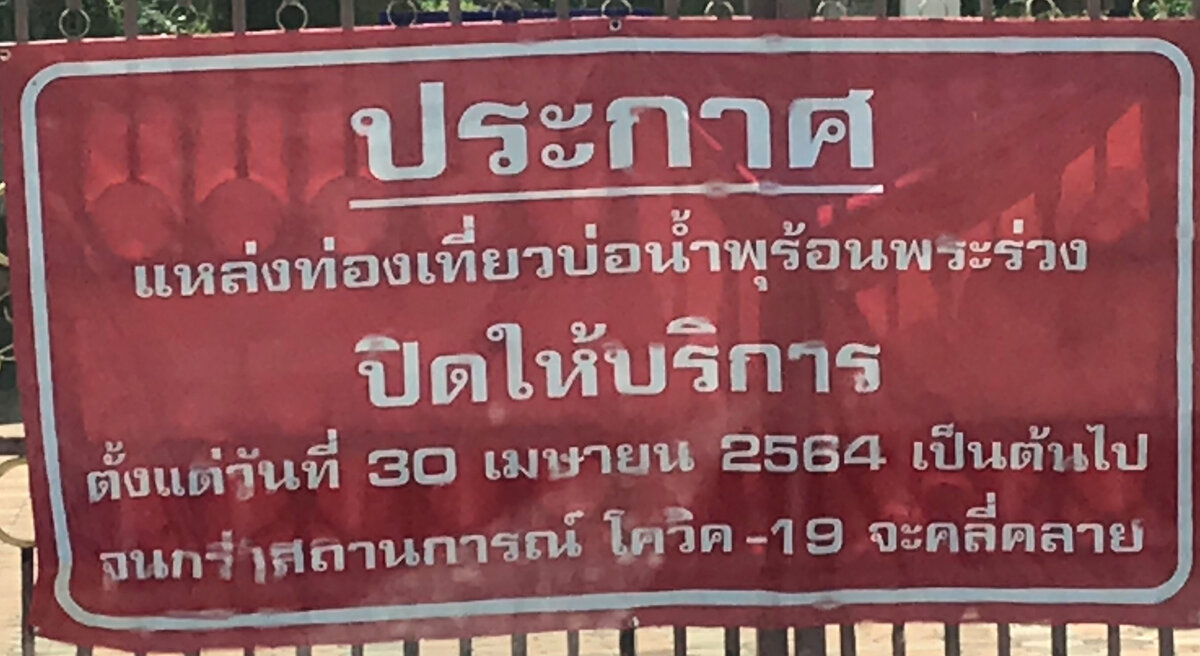 ประกาศ
แหล่งท่องเที่ยวบ่อน้ำพุร้อนพระร่วง
ปิดให้บริการ
ตั้งแต่วันที่ 30 เมษายน 2564 เป็นต้นไป
จนกว่าสถานการณ์ โควิด -19 จะคลี่คลาย